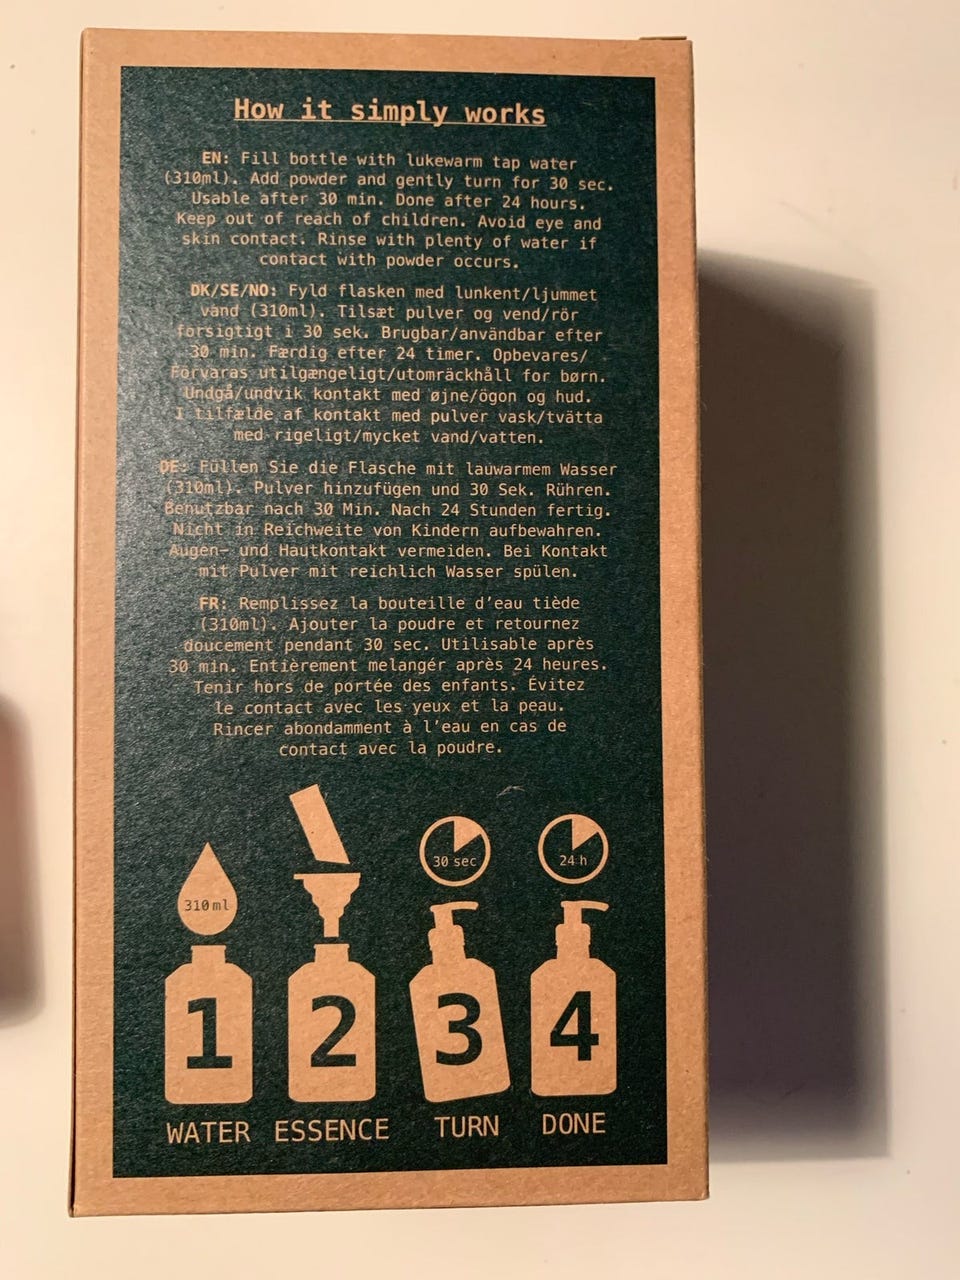 How it simply works
EN: Fill bottle with lukewarm tap water
(310ml). Add powder and gently turn for 30 sec.
Usable after 30 min. Done after 24 hours.
Keep out of reach of children. Avoid eye and
skin contact. Rinse with plenty of water if
contact with powder occurs.
DK/SE/NO: Fyld flasken med lunkent/ljummet
vand (310ml). Tilsæt pulver og vend/rör
forsigtigt i 30 sek. Brugbar/användbar efter
30 min. Færdig efter 24 timer. Opbevares/
Förvaras utilgængeligt/utomräckhåll for børn.
Undgå/undvik kontakt med øjne/ögon og hud.
I tilfælde af kontakt med pulver vask/tvätta
med rigeligt/mycket vand/vatten.
DE: Füllen Sie die Flasche mit lauwarmem Wasser
(310ml). Pulver hinzufügen und 30 Sek. Rühren.
Benutzbar nach 30 Min. Nach 24 Stunden fertig.
Nicht in Reichweite von Kindern aufbewahren.
Augen- und Hautkontakt vermeiden. Bei Kontakt
mit Pulver mit reichlich Wasser spülen.
FR: Remplissez la bouteille d'eau tiède
(310ml). Ajouter la poudre et retournez
doucement pendant 30 sec. Utilisable après
30 min. Entièrement melangér après 24 heures.
Tenir hors de portée des enfants. Évitez
le contact avec les yeux et la peau.
Rincer abondamment à l'eau en cas de
contact avec la poudre.
310ml
30 sec
24 h
1 2 3 4
WATER ESSENCE TURN DONE